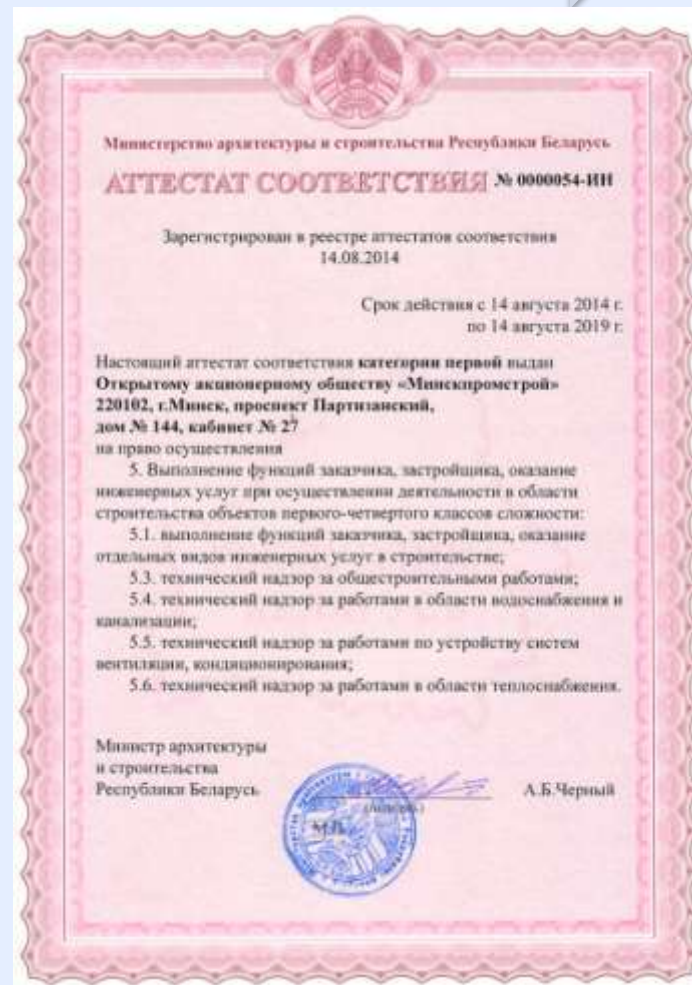 Министерство архитектуры и строительства Республики Беларусь
АТТЕСТАТ СООТВЕТСТВИЯ № 0000054-ИН
Зарегистрирован в реестре аттестатов соответствия
14.08.2014
Срок действия с 14 августа 2014 г.
по 14 августа 2019 г.
Настоящий аттестат соответствия категории первой выдан
Открытому акционерному обществу «Минскпромстрой»
220102, г.Минск, проспект Партизанский,
дом № 144, кабинет № 27
на право осуществления
5. Выполнение функций заказчика, застройщика, оказание
инженерных услуг при осуществлении деятельности в области
строительства объектов первого-четвертого классов сложности:
5.1. выполнение функций заказчика, застройщика, оказание
отдельных видов инженерных услуг в строительстве;
5.3. технический надзор за общестроительными работами;
5.4. технический надзор за работами в области водоснабжения и
канализации;
5.5. технический надзор за работами по устройству систем
вентиляции, кондиционирования;
5.6. технический надзор за работами в области теплоснабжения.
Министр архитектуры
и строительства
Республики Беларусь А.Б.Черный
(подпись)
М.П.